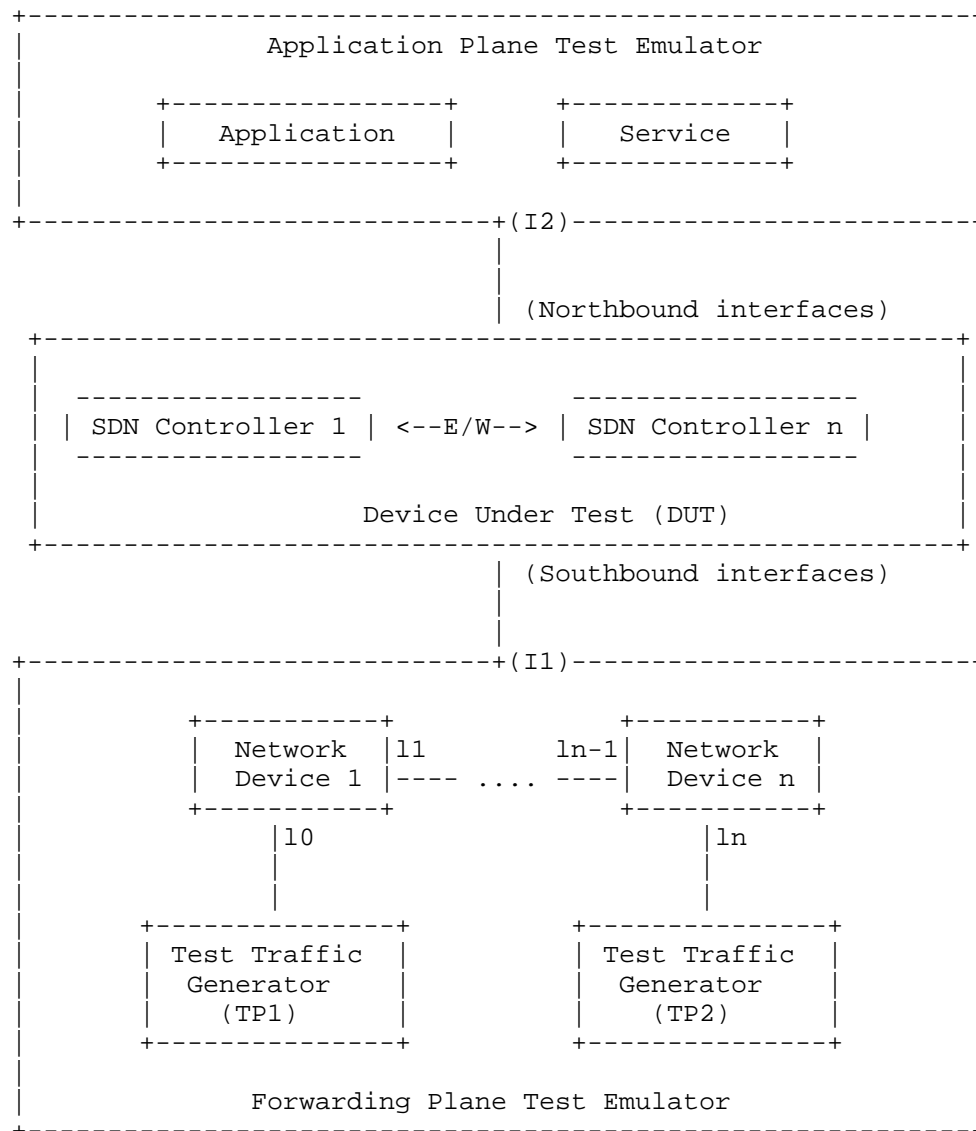 Application Plane Test Emulator
Application Service
(I2)
(Northbound interfaces)
SDN Controller 1 <--E/W--> SDN Controller n
Device Under Test (DUT)
(Southbound interfaces)
(I1)
Network l1 ln-1 Network
Device 1 .... Device n
l0 ln
Test Traffic Test Traffic
Generator Generator
(TP1) (TP2)
Forwarding Plane Test Emulator